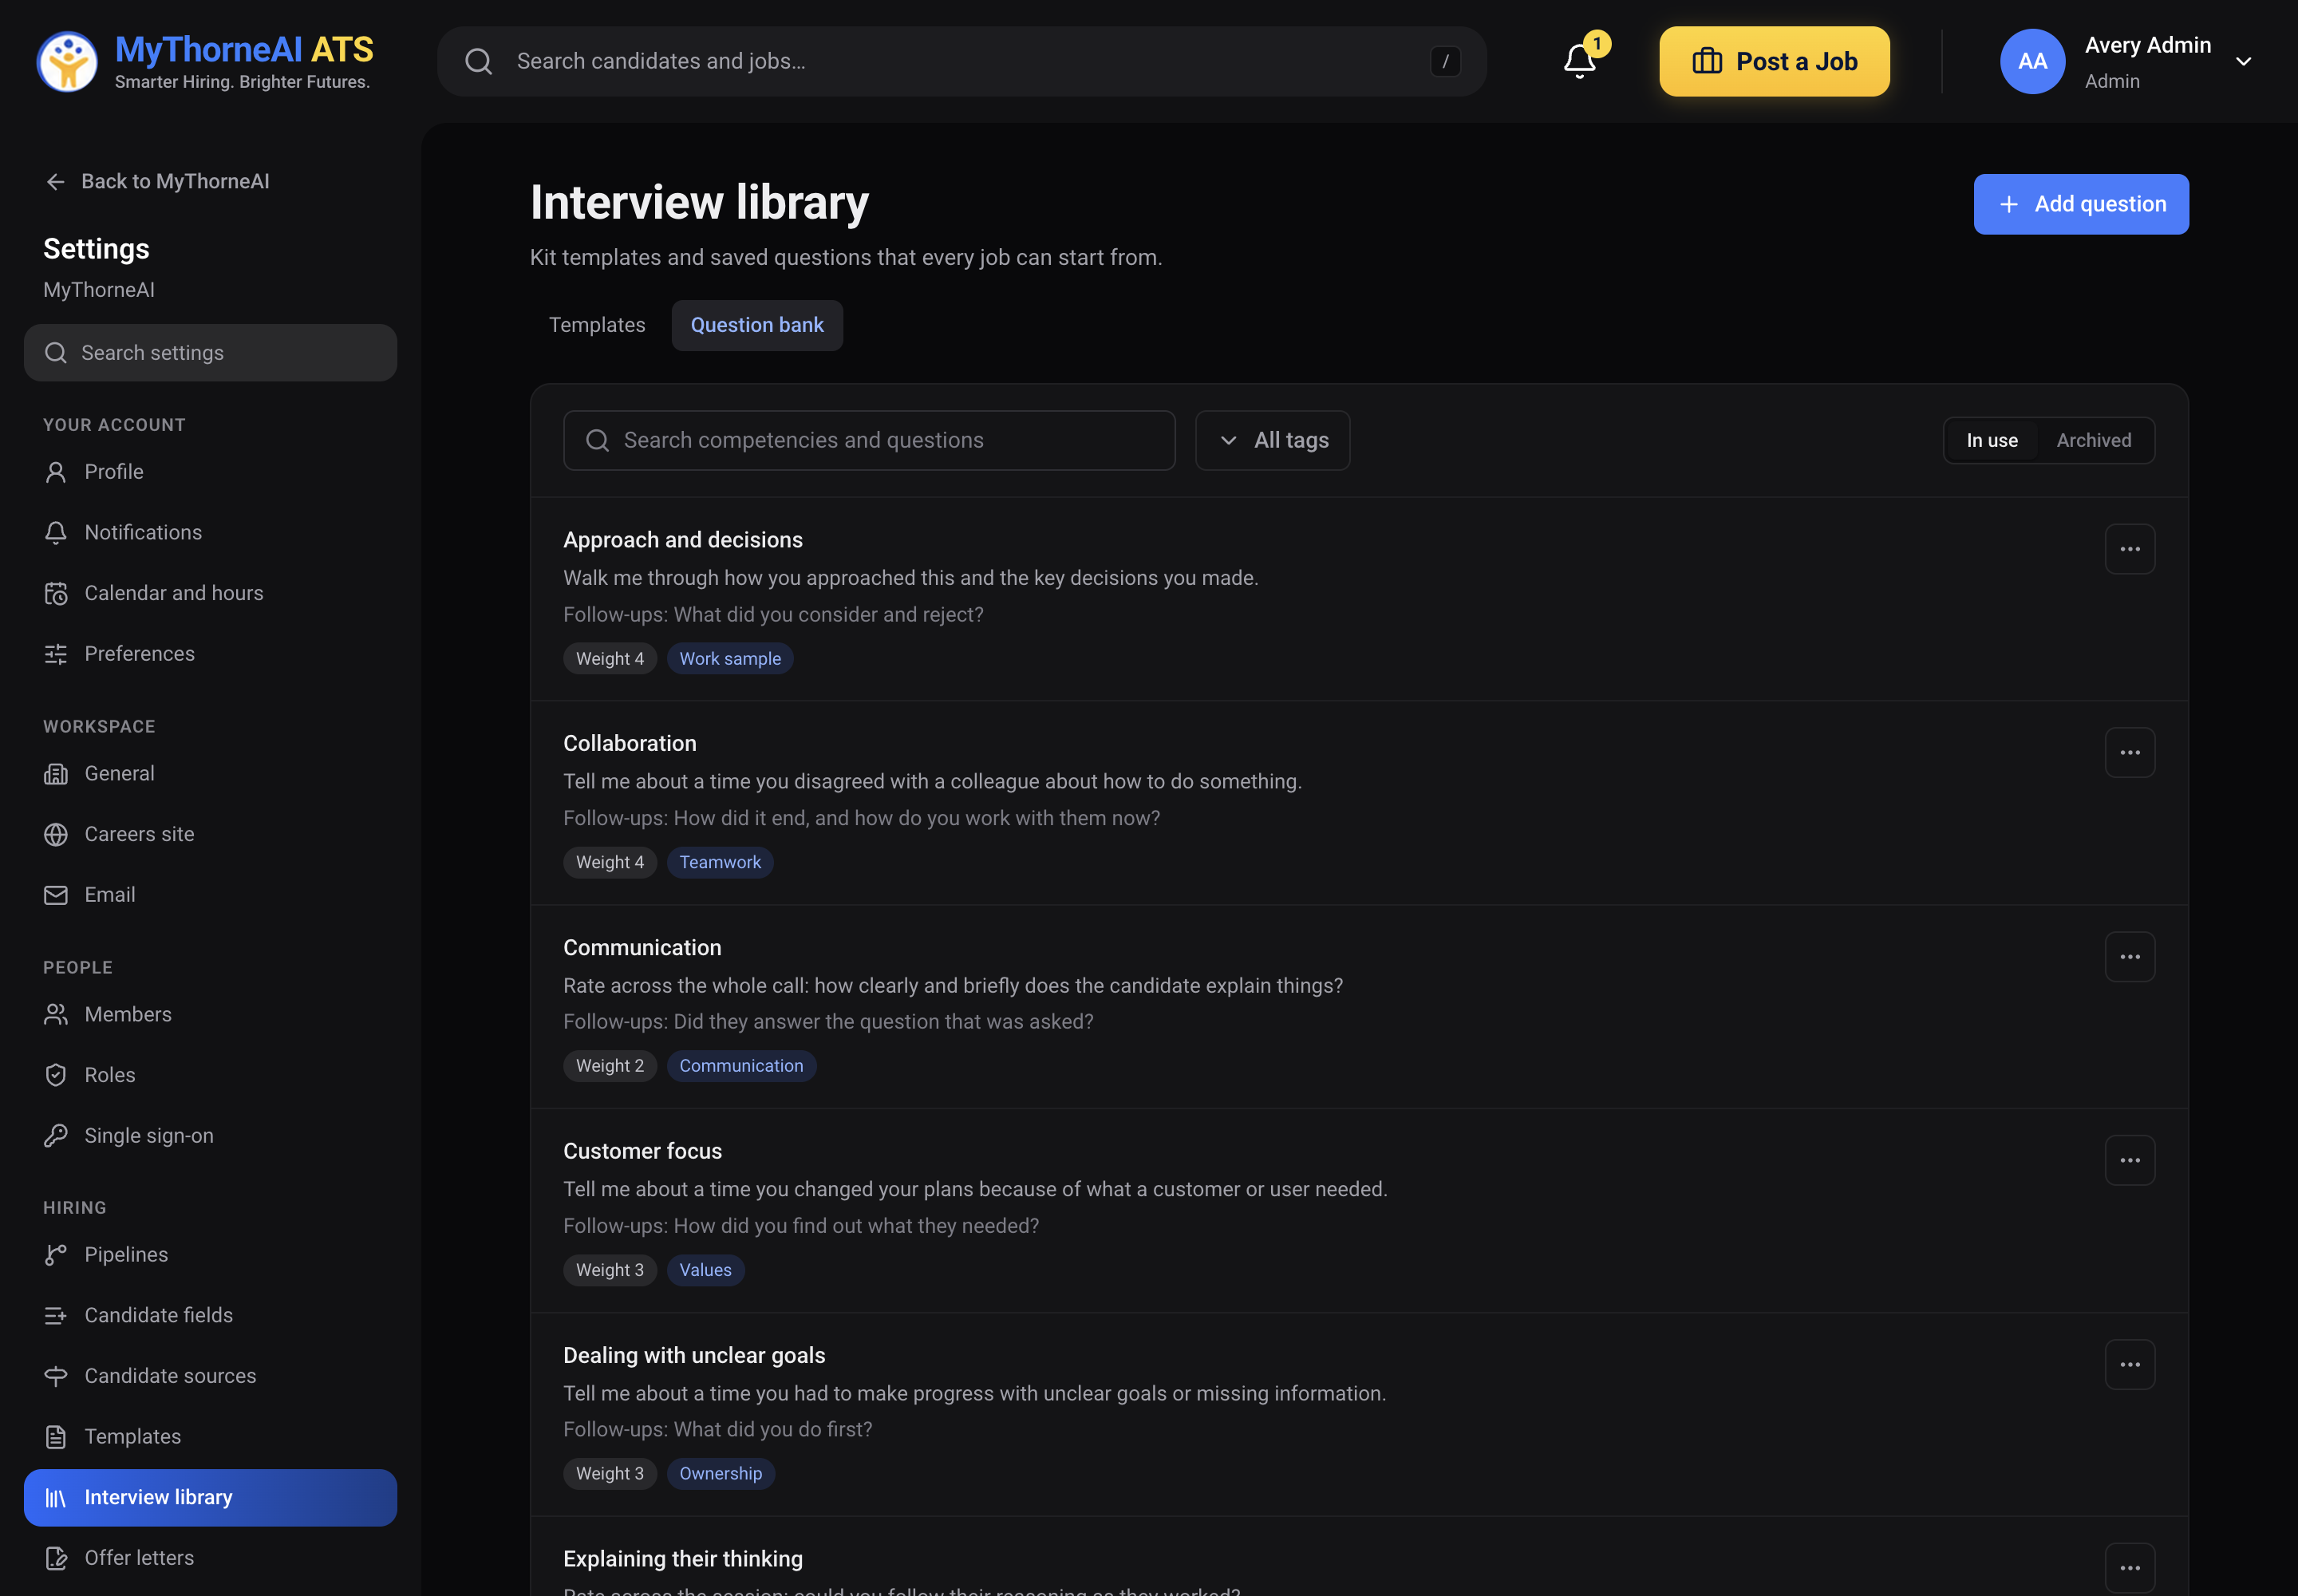 MyThorneAI ATS
Smarter Hiring. Brighter Futures.
Search candidates and jobs...
/
1
Post a Job
AA
Avery Admin
Admin
Back to MyThorneAI
Settings
MyThorneAI
Search settings
YOUR ACCOUNT
Profile
Notifications
Calendar and hours
Preferences
WORKSPACE
General
Careers site
Email
PEOPLE
Members
Roles
Single sign-on
HIRING
Pipelines
Candidate fields
Candidate sources
Templates
Interview library
Offer letters
Interview library
Add question
Kit templates and saved questions that every job can start from.
Templates
Question bank
Search competencies and questions
All tags
In use
Archived
Approach and decisions
Walk me through how you approached this and the key decisions you made.
Follow-ups: What did you consider and reject?
Weight 4
Work sample
Collaboration
Tell me about a time you disagreed with a colleague about how to do something.
Follow-ups: How did it end, and how do you work with them now?
Weight 4
Teamwork
Communication
Rate across the whole call: how clearly and briefly does the candidate explain things?
Follow-ups: Did they answer the question that was asked?
Weight 2
Communication
Customer focus
Tell me about a time you changed your plans because of what a customer or user needed.
Follow-ups: How did you find out what they needed?
Weight 3
Values
Dealing with unclear goals
Tell me about a time you had to make progress with unclear goals or missing information.
Follow-ups: What did you do first?
Weight 3
Ownership
Explaining their thinking
Rate across the session: could you follow their reasoning as they worked?